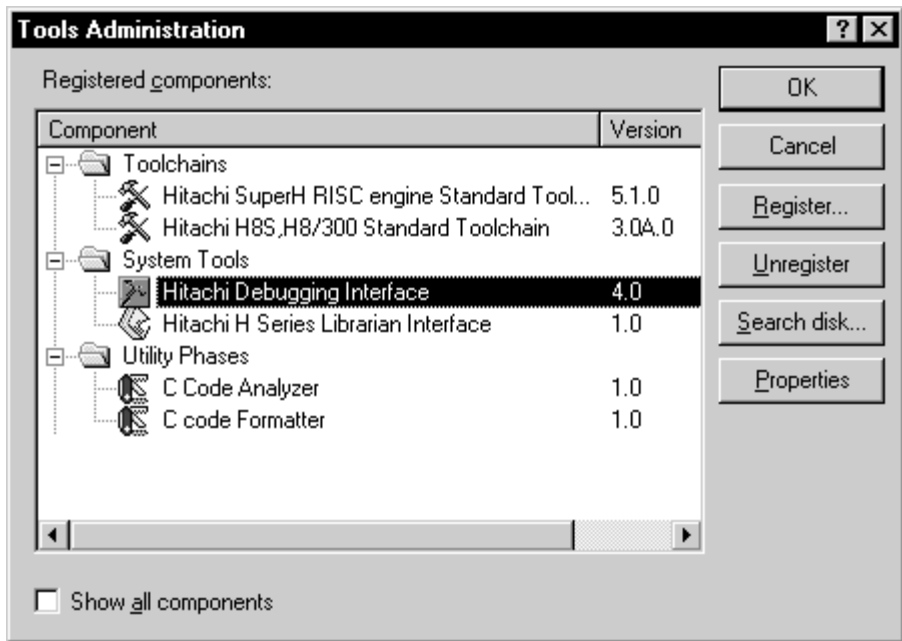 Tools Administration
Registered components:
Component Version
Toolchains
Hitachi SuperH RISC engine Standard Tool... 5.1.0
Hitachi H8S,H8/300 Standard Toolchain 3.0A.0
System Tools
Hitachi Debugging Interface 4.0
Hitachi H Series Librarian Interface 1.0
Utility Phases
C Code Analyzer 1.0
C code Formatter 1.0
Show all components
OK
Cancel
Register...
Unregister
Search disk...
Properties